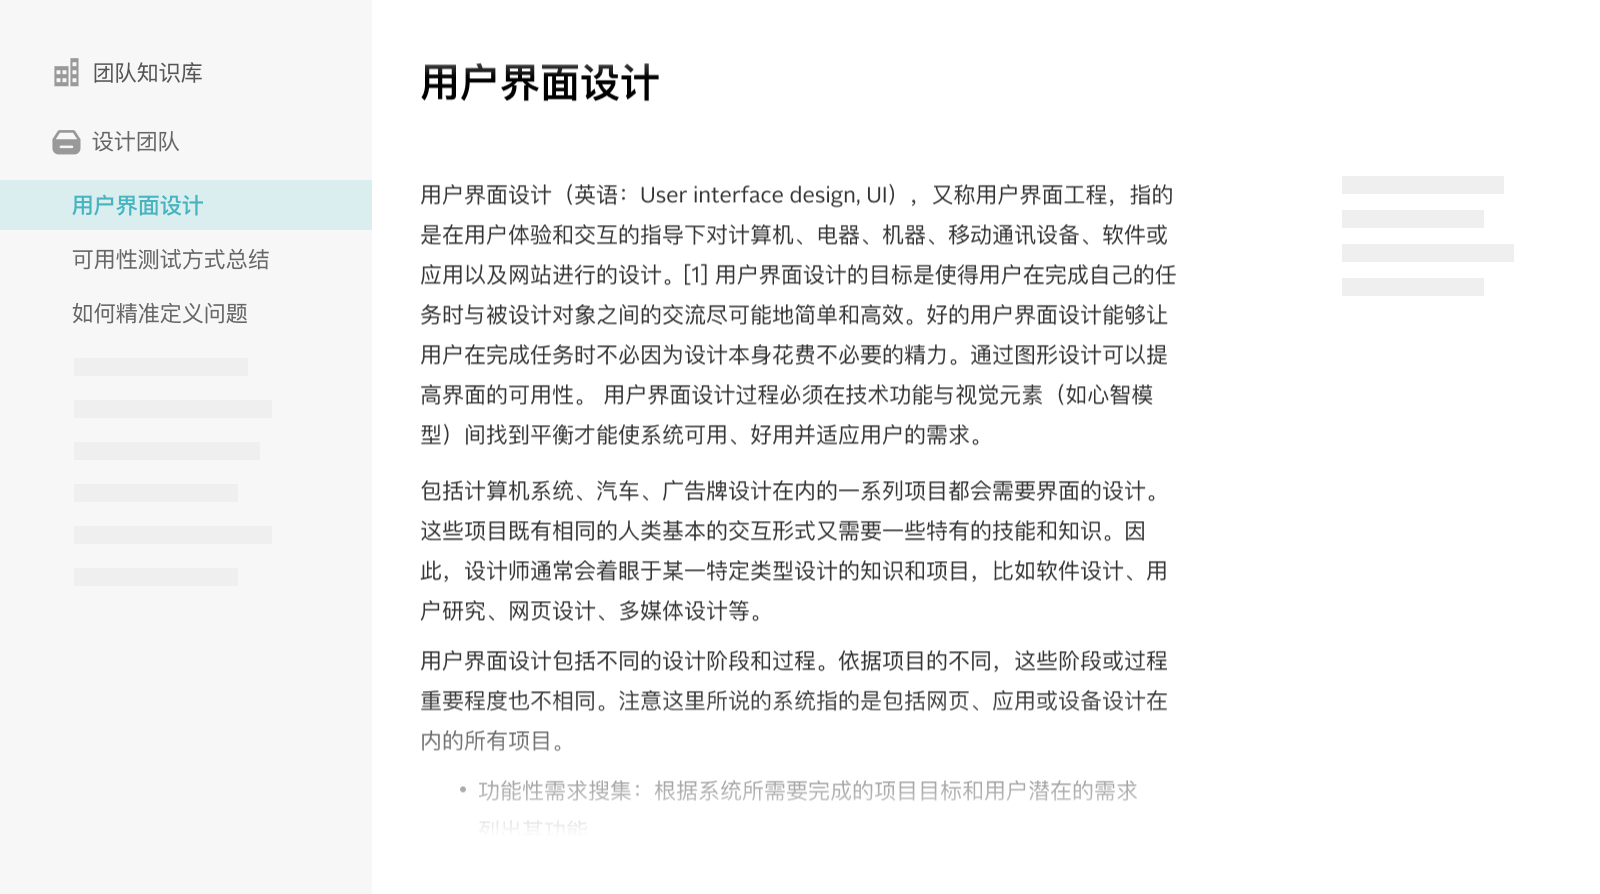 团队知识库
设计团队
用户界面设计
可用性测试方式总结
如何精准定义问题
用户界面设计
用户界面设计（英语：User interface design, UI），又称用户界面工程，指的
是在用户体验和交互的指导下对计算机、电器、机器、移动通讯设备、软件或
应用以及网站进行的设计。[1] 用户界面设计的目标是使得用户在完成自己的任
务时与被设计对象之间的交流尽可能地简单和高效。好的用户界面设计能够让
用户在完成任务时不必因为设计本身花费不必要的精力。通过图形设计可以提
高界面的可用性。 用户界面设计过程必须在技术功能与视觉元素（如心智模
型）间找到平衡才能使系统可用、好用并适应用户的需求。
包括计算机系统、汽车、广告牌设计在内的一系列项目都会需要界面的设计。
这些项目既有相同的人类基本的交互形式又需要一些特有的技能和知识。因
此，设计师通常会着眼于某一特定类型设计的知识和项目，比如软件设计、用
户研究、网页设计、多媒体设计等。
用户界面设计包括不同的设计阶段和过程。依据项目的不同，这些阶段或过程
重要程度也不相同。注意这里所说的系统指的是包括网页、应用或设备设计在
内的所有项目。
• 功能性需求搜集：根据系统所需要完成的项目目标和用户潜在的需求
列出其功能